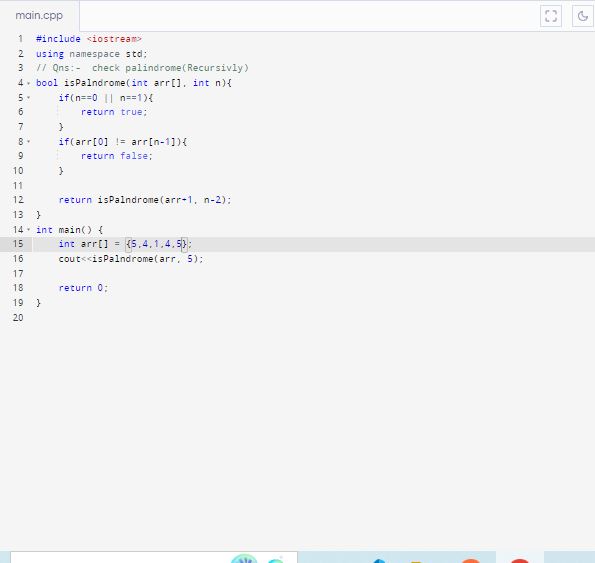 main.cpp
1 #include <iostream>
2 using namespace std;
3 // Qns:-  check palindrome(Recursivly)
4 bool isPalndrome(int arr[], int n){
5     if(n==0 || n==1){
6         return true;
7     }
8     if(arr[0] != arr[n-1]){
9         return false;
10     }
11
12     return isPalndrome(arr+1, n-2);
13 }
14 int main() {
15     int arr[] = {5,4,1,4,5};
16     cout<<isPalndrome(arr, 5);
17
18     return 0;
19 }
20